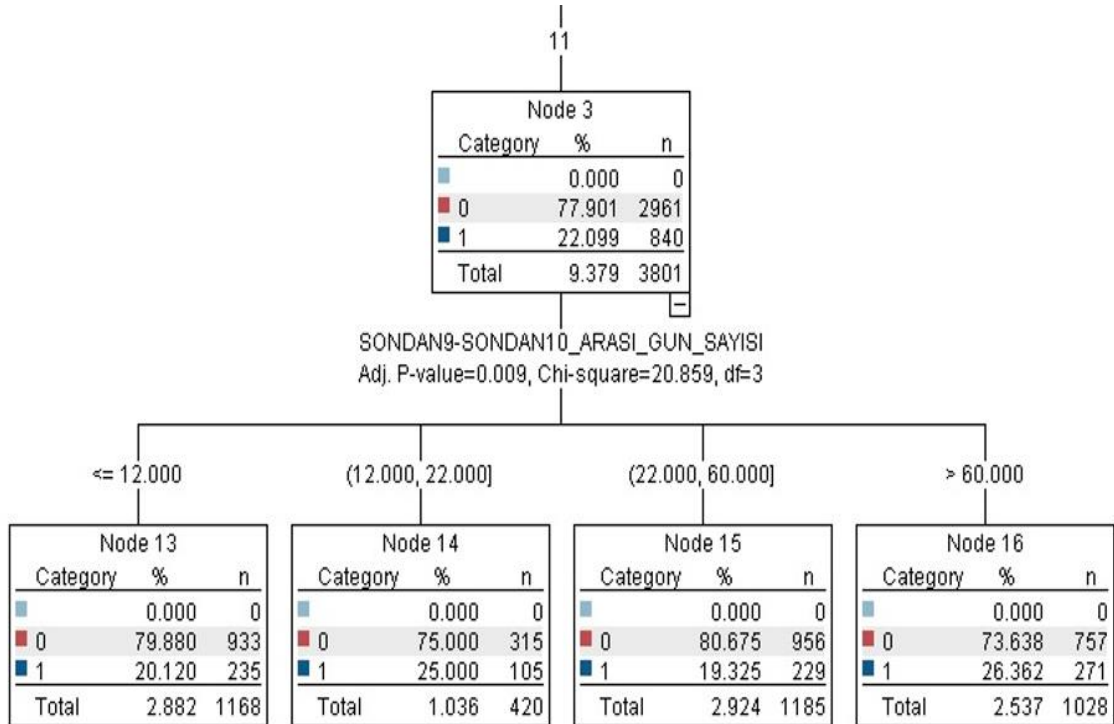 11
Node 3
Category % n
0.000 0
0 77.901 2961
1 22.099 840
Total 9.379 3801
SONDAN9-SONDAN10_ARASI_GUN_SAYISI
Adj. P-value=0.009, Chi-square=20.859, df=3
<= 12.000 (12.000, 22.000] (22.000, 60.000] > 60.000
Node 13
Category % n
0.000 0
0 79.880 933
1 20.120 235
Total 2.882 1168
Node 14
Category % n
0.000 0
0 75.000 315
1 25.000 105
Total 1.036 420
Node 15
Category % n
0.000 0
0 80.675 956
1 19.325 229
Total 2.924 1185
Node 16
Category % n
0.000 0
0 73.638 757
1 26.362 271
Total 2.537 1028